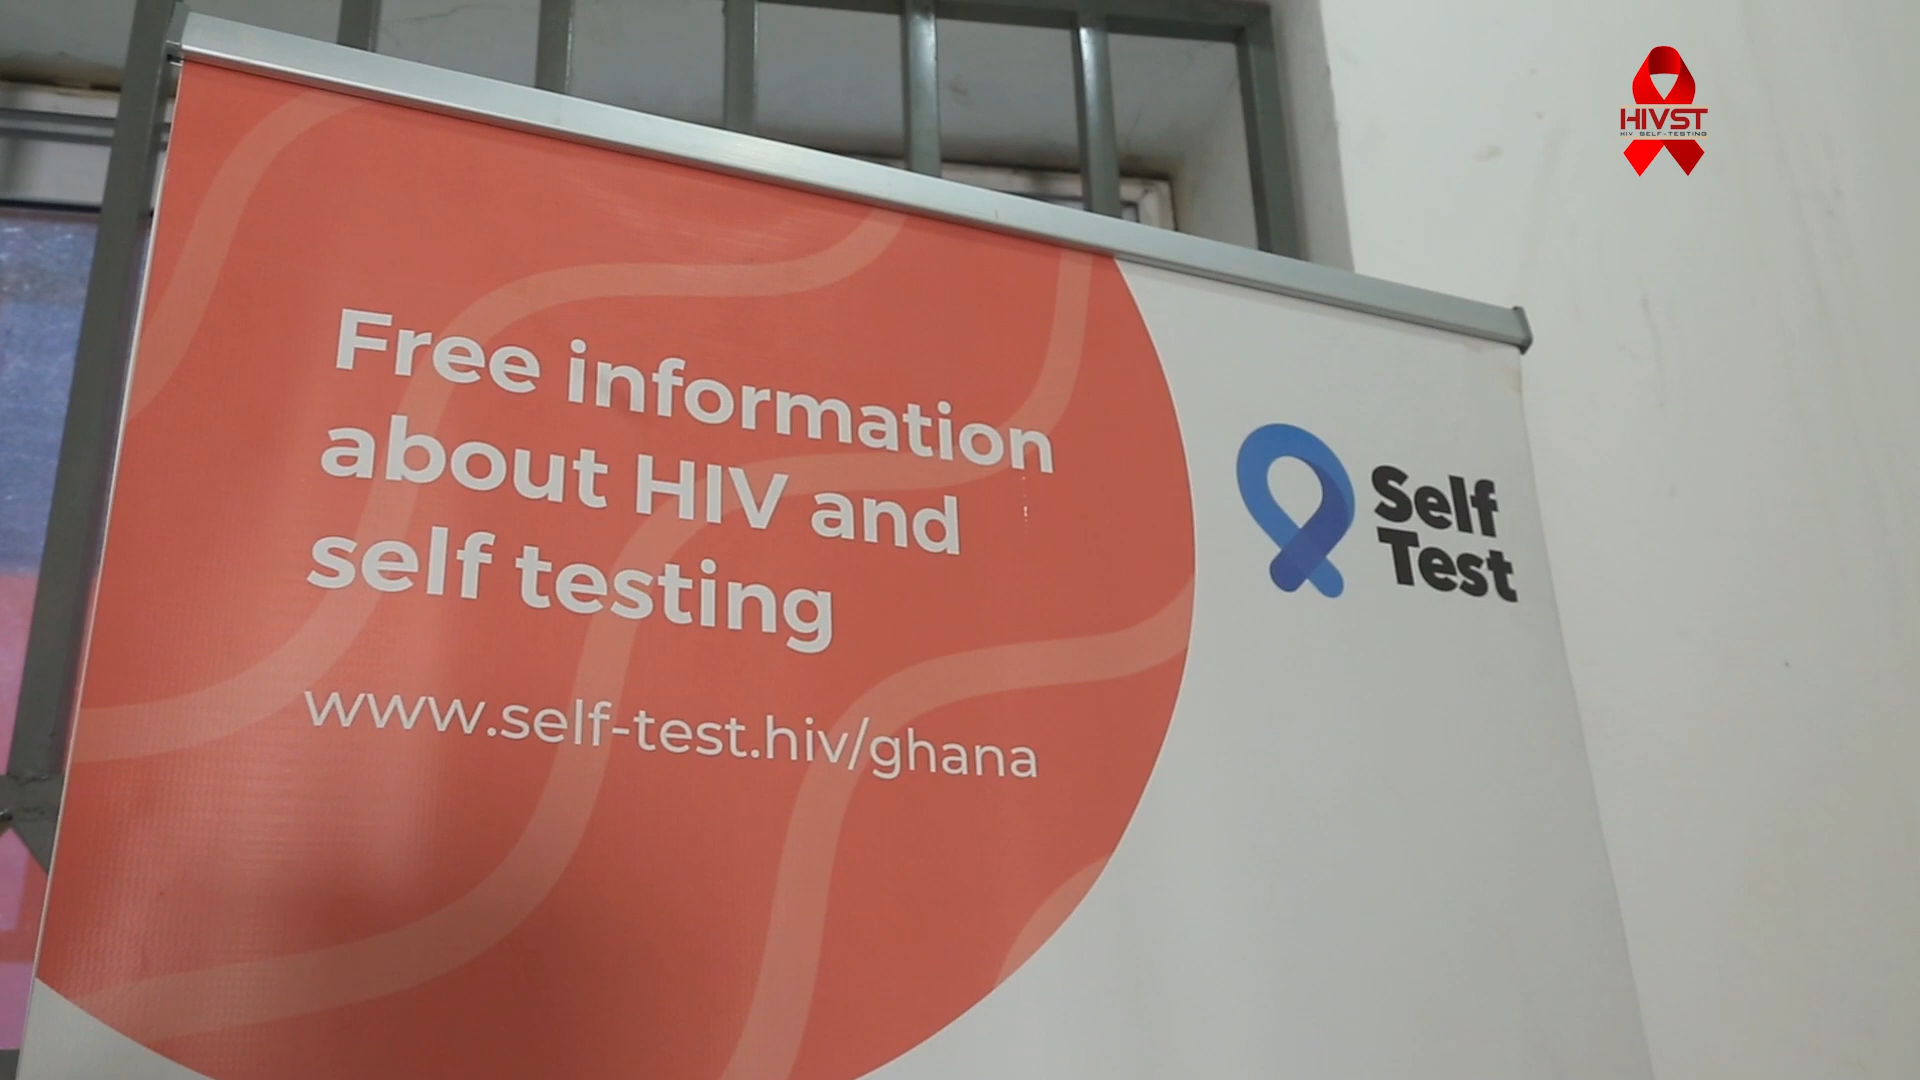 HIVST
HIV SELF-TESTING
Free information
about HIV and
self testing
www.self-test.hiv/ghana
Self
Test